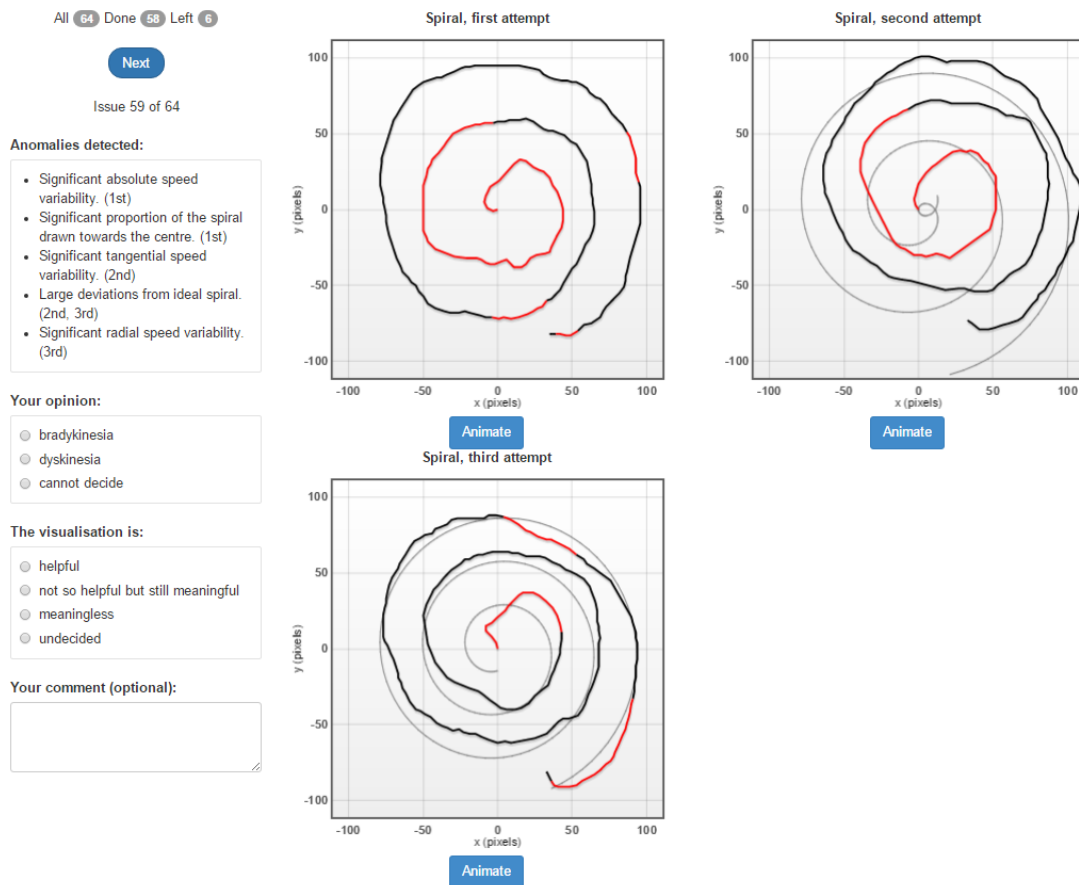 All 64 Done 58 Left 6
Next
Issue 59 of 64
Anomalies detected:
Significant absolute speed
variability. (1st)
Significant proportion of the spiral
drawn towards the centre. (1st)
Significant tangential speed
variability. (2nd)
Large deviations from ideal spiral.
(2nd, 3rd)
Significant radial speed variability.
(3rd)
Your opinion:
bradykinesia
dyskinesia
cannot decide
The visualisation is:
helpful
not so helpful but still meaningful
meaningless
undecided
Your comment (optional):
Spiral, first attempt
100
50
0
-50
-100
y (pixels)
-100 -50 0 50 100
x (pixels)
Animate
Spiral, second attempt
100
50
0
-50
-100
y (pixels)
-100 -50 0 50 100
x (pixels)
Animate
Spiral, third attempt
100
50
0
-50
-100
y (pixels)
-100 -50 0 50 100
x (pixels)
Animate